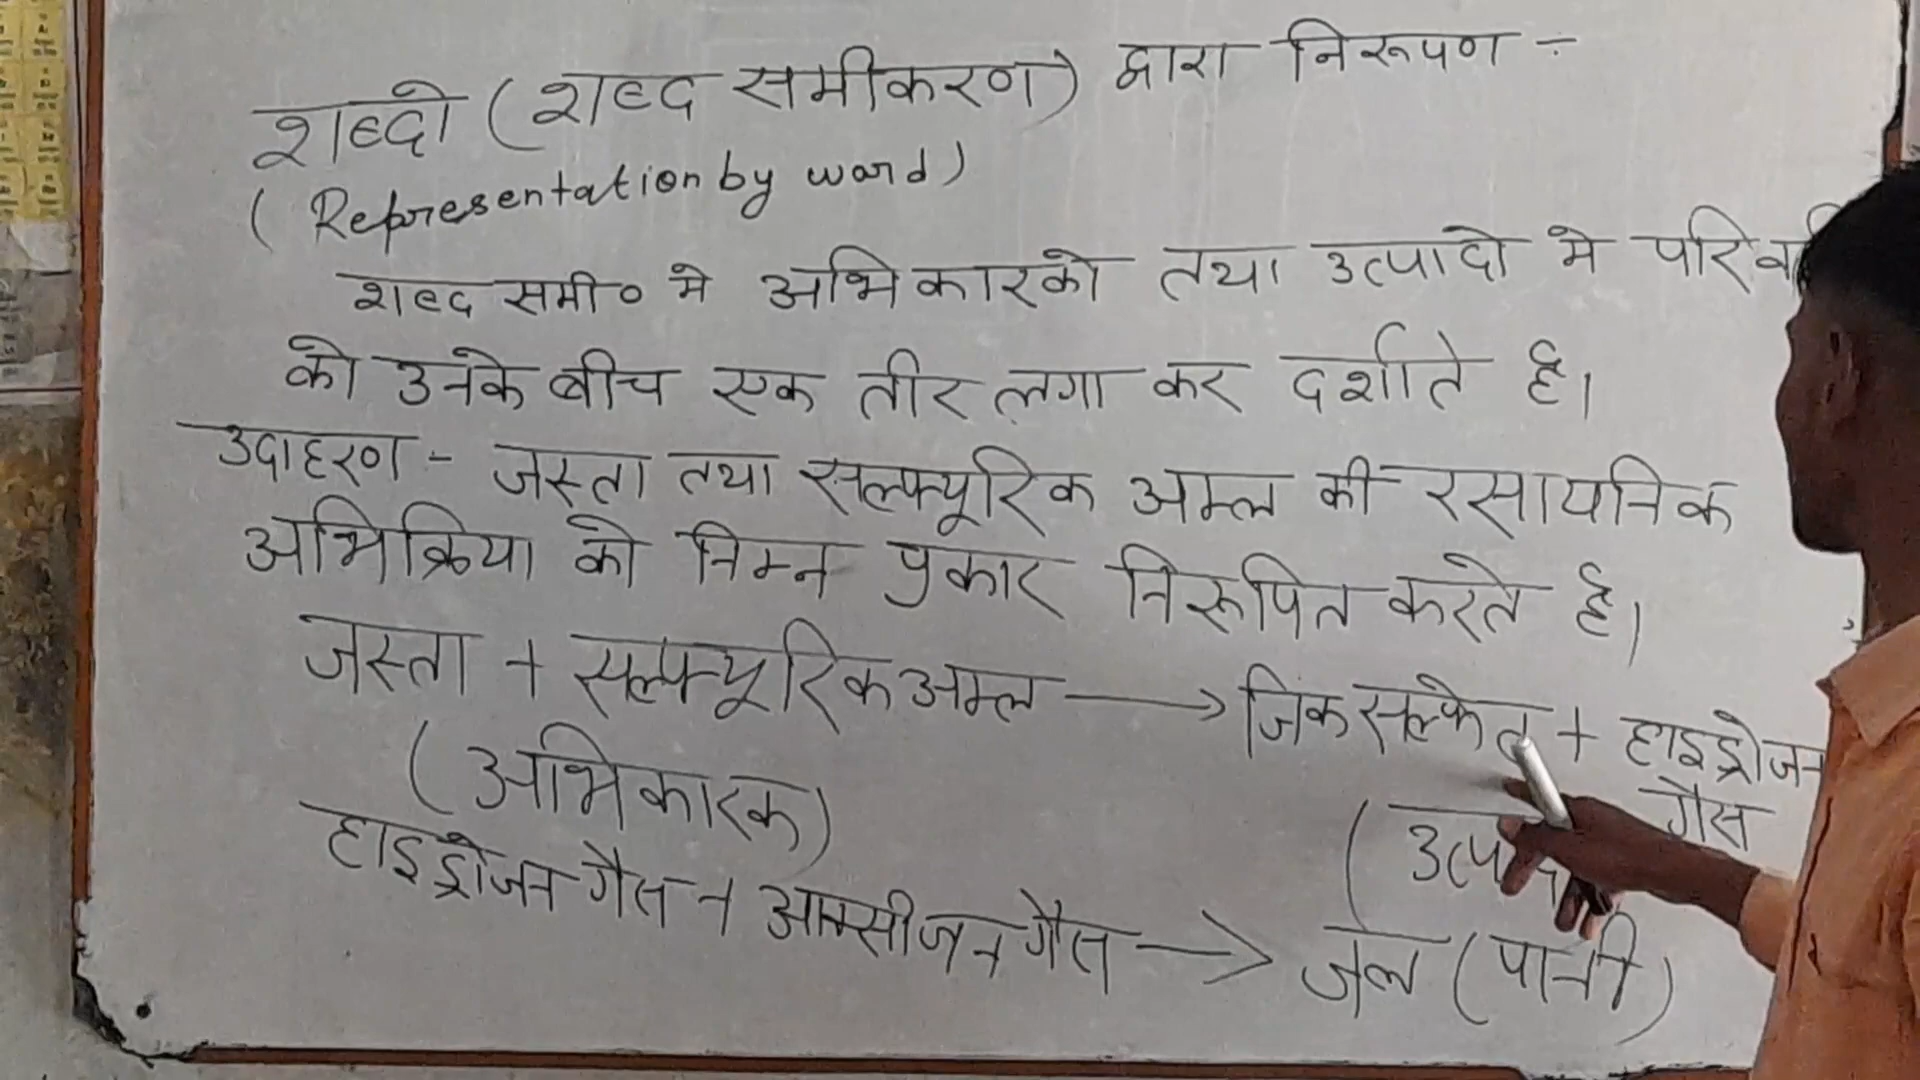 शब्दो (शब्द समीकरण) द्वारा निरूपण -
(Representation by word)
शब्द समी० मे अभिकारको तथा उत्पादो मे
को उनके बीच एक तीर लगा कर दर्शाते है।
उदाहरण - जस्ता तथा सल्फ्यूरिक अम्ल की रसायनिक
अभिक्रिया को निम्न प्रकार निरूपित करते है।
जस्ता + सल्फ्यूरिक अम्ल → जिंक सल्फेट + हाइड्रोजन
गैस
(अभिकारक)
हाइड्रोजन गैस + आक्सीजन गैस → जल (पानी)